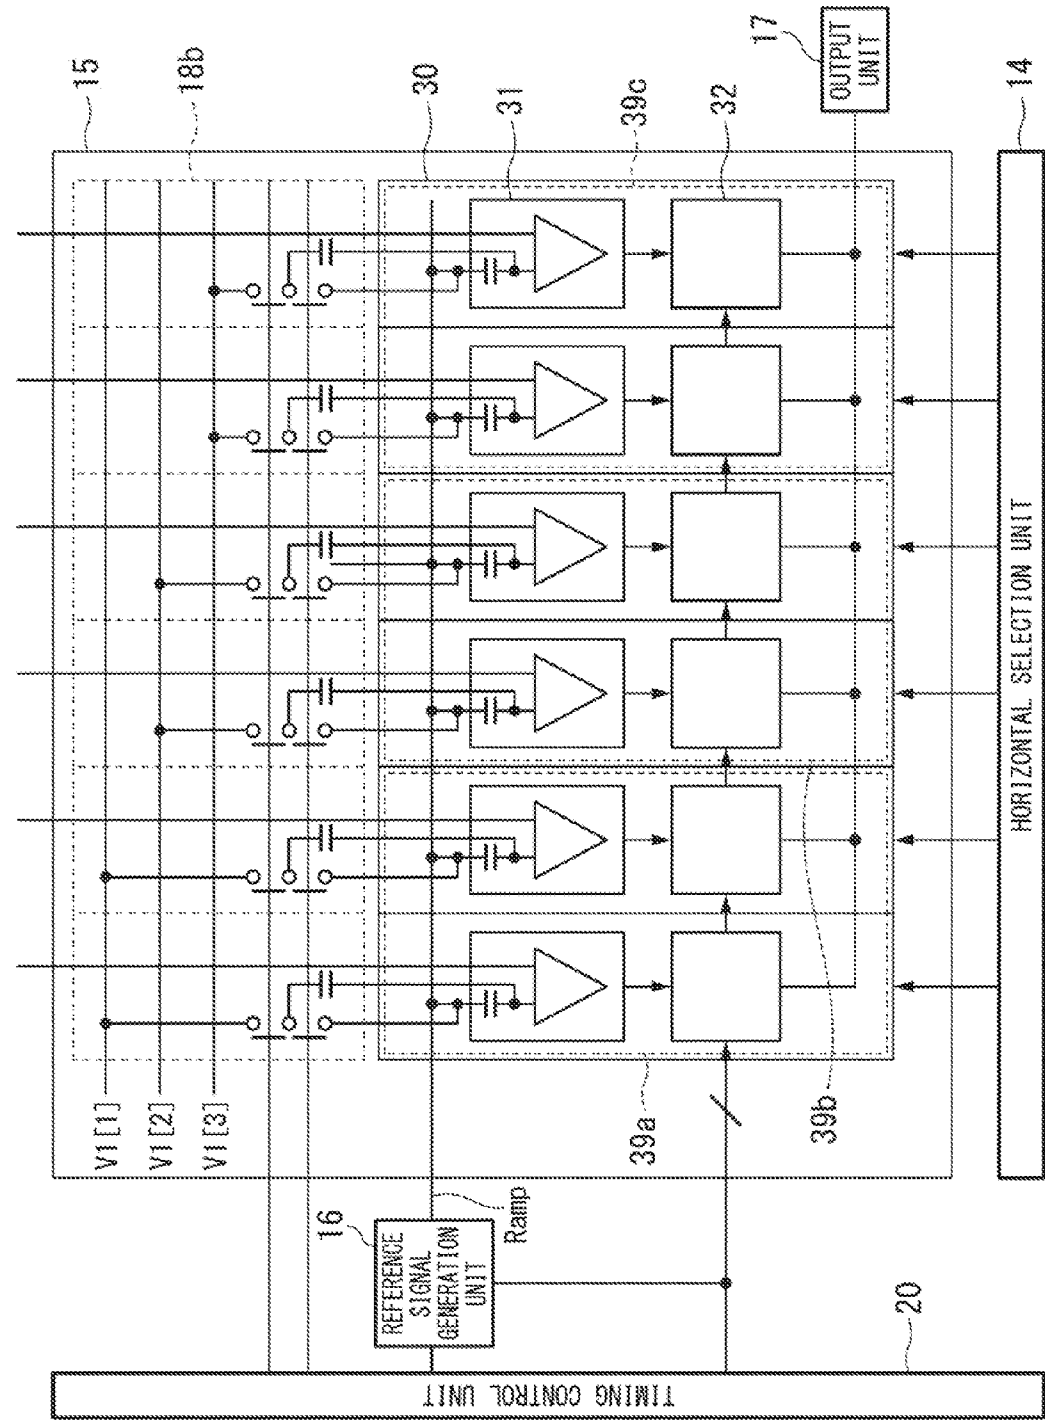 15
18b
30
31
39c
32
17
OUTPUT
UNIT
14
V1[1]
V1[2]
V1[3]
39a
39b
HORIZONTAL SELECTION UNIT
16
REFERENCE
SIGNAL
GENERATION
UNIT
Ramp
20
TIMING CONTROL UNIT